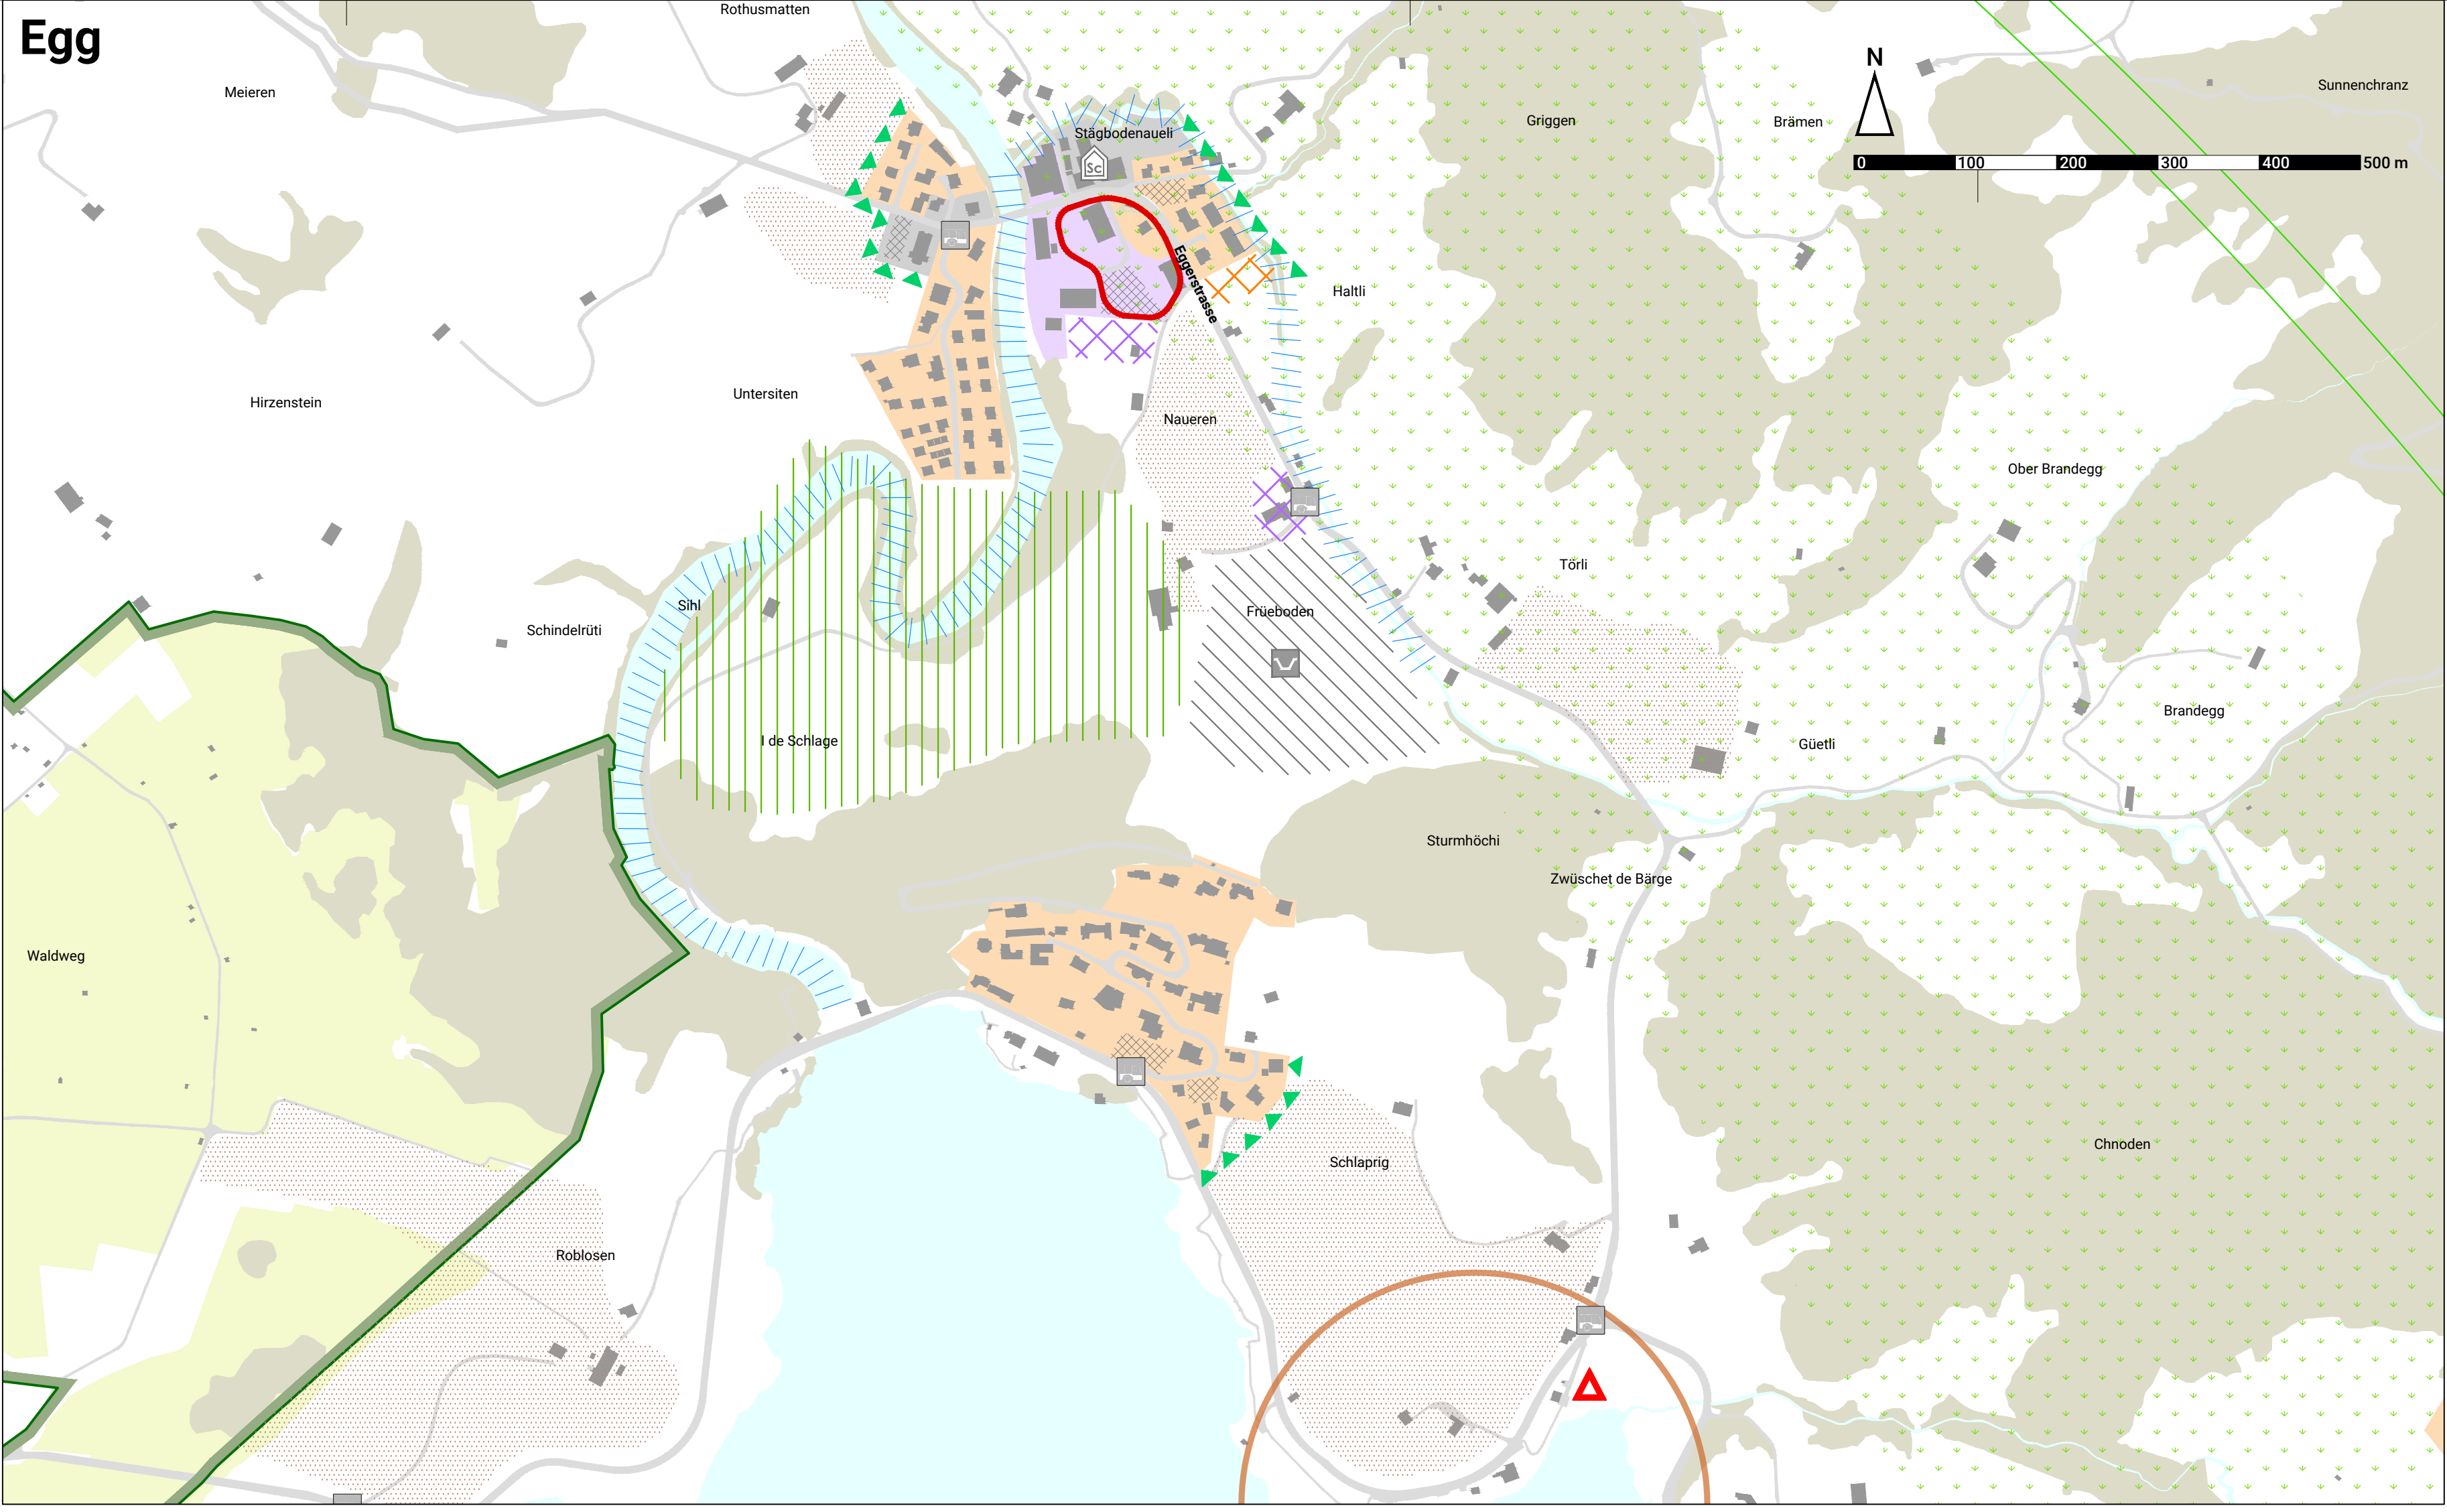 Egg
Rothusmatten
Meieren
N
Sunnenchranz
Stägbodenaueli
Griggen
Brämen
Sc
0 100 200 300 400 500 m
Eggerstrasse
Haltli
Untersiten
Hirzenstein
Naueren
Ober Brandegg
Törli
Sihl
Früeboden
Schindelrüti
Brandegg
I de Schlage
Güetli
Sturmhöchi
Zwüschet de Bärge
Waldweg
Chnoden
Schlaprig
Roblosen